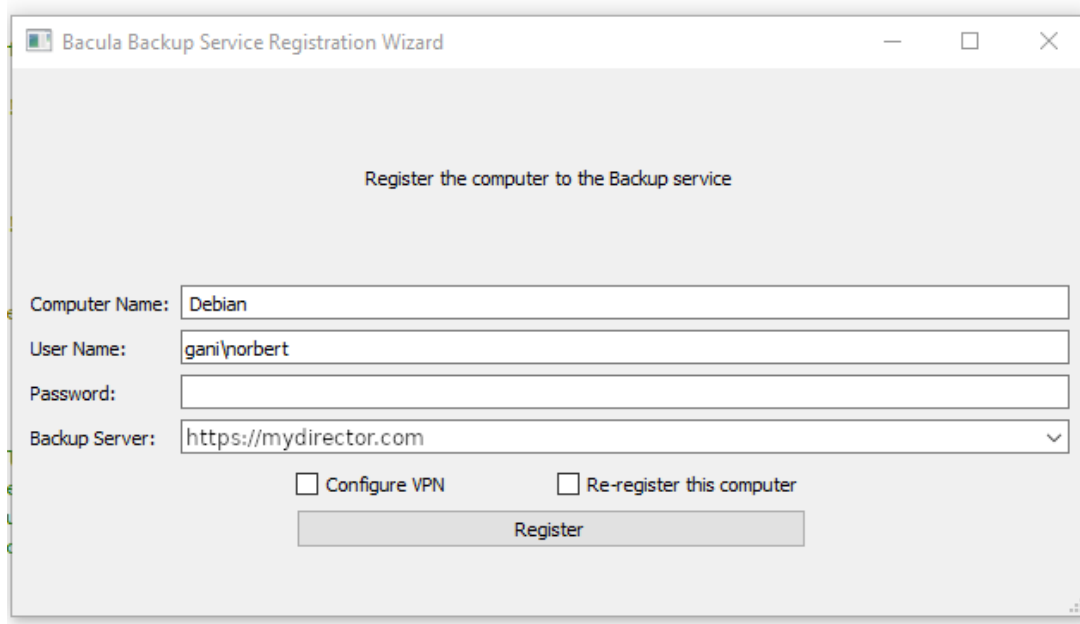 Bacula Backup Service Registration Wizard
Register the computer to the Backup service
Computer Name: Debian
User Name: gani\norbert
Password:
Backup Server: https://mydirector.com
Configure VPN Re-register this computer
Register